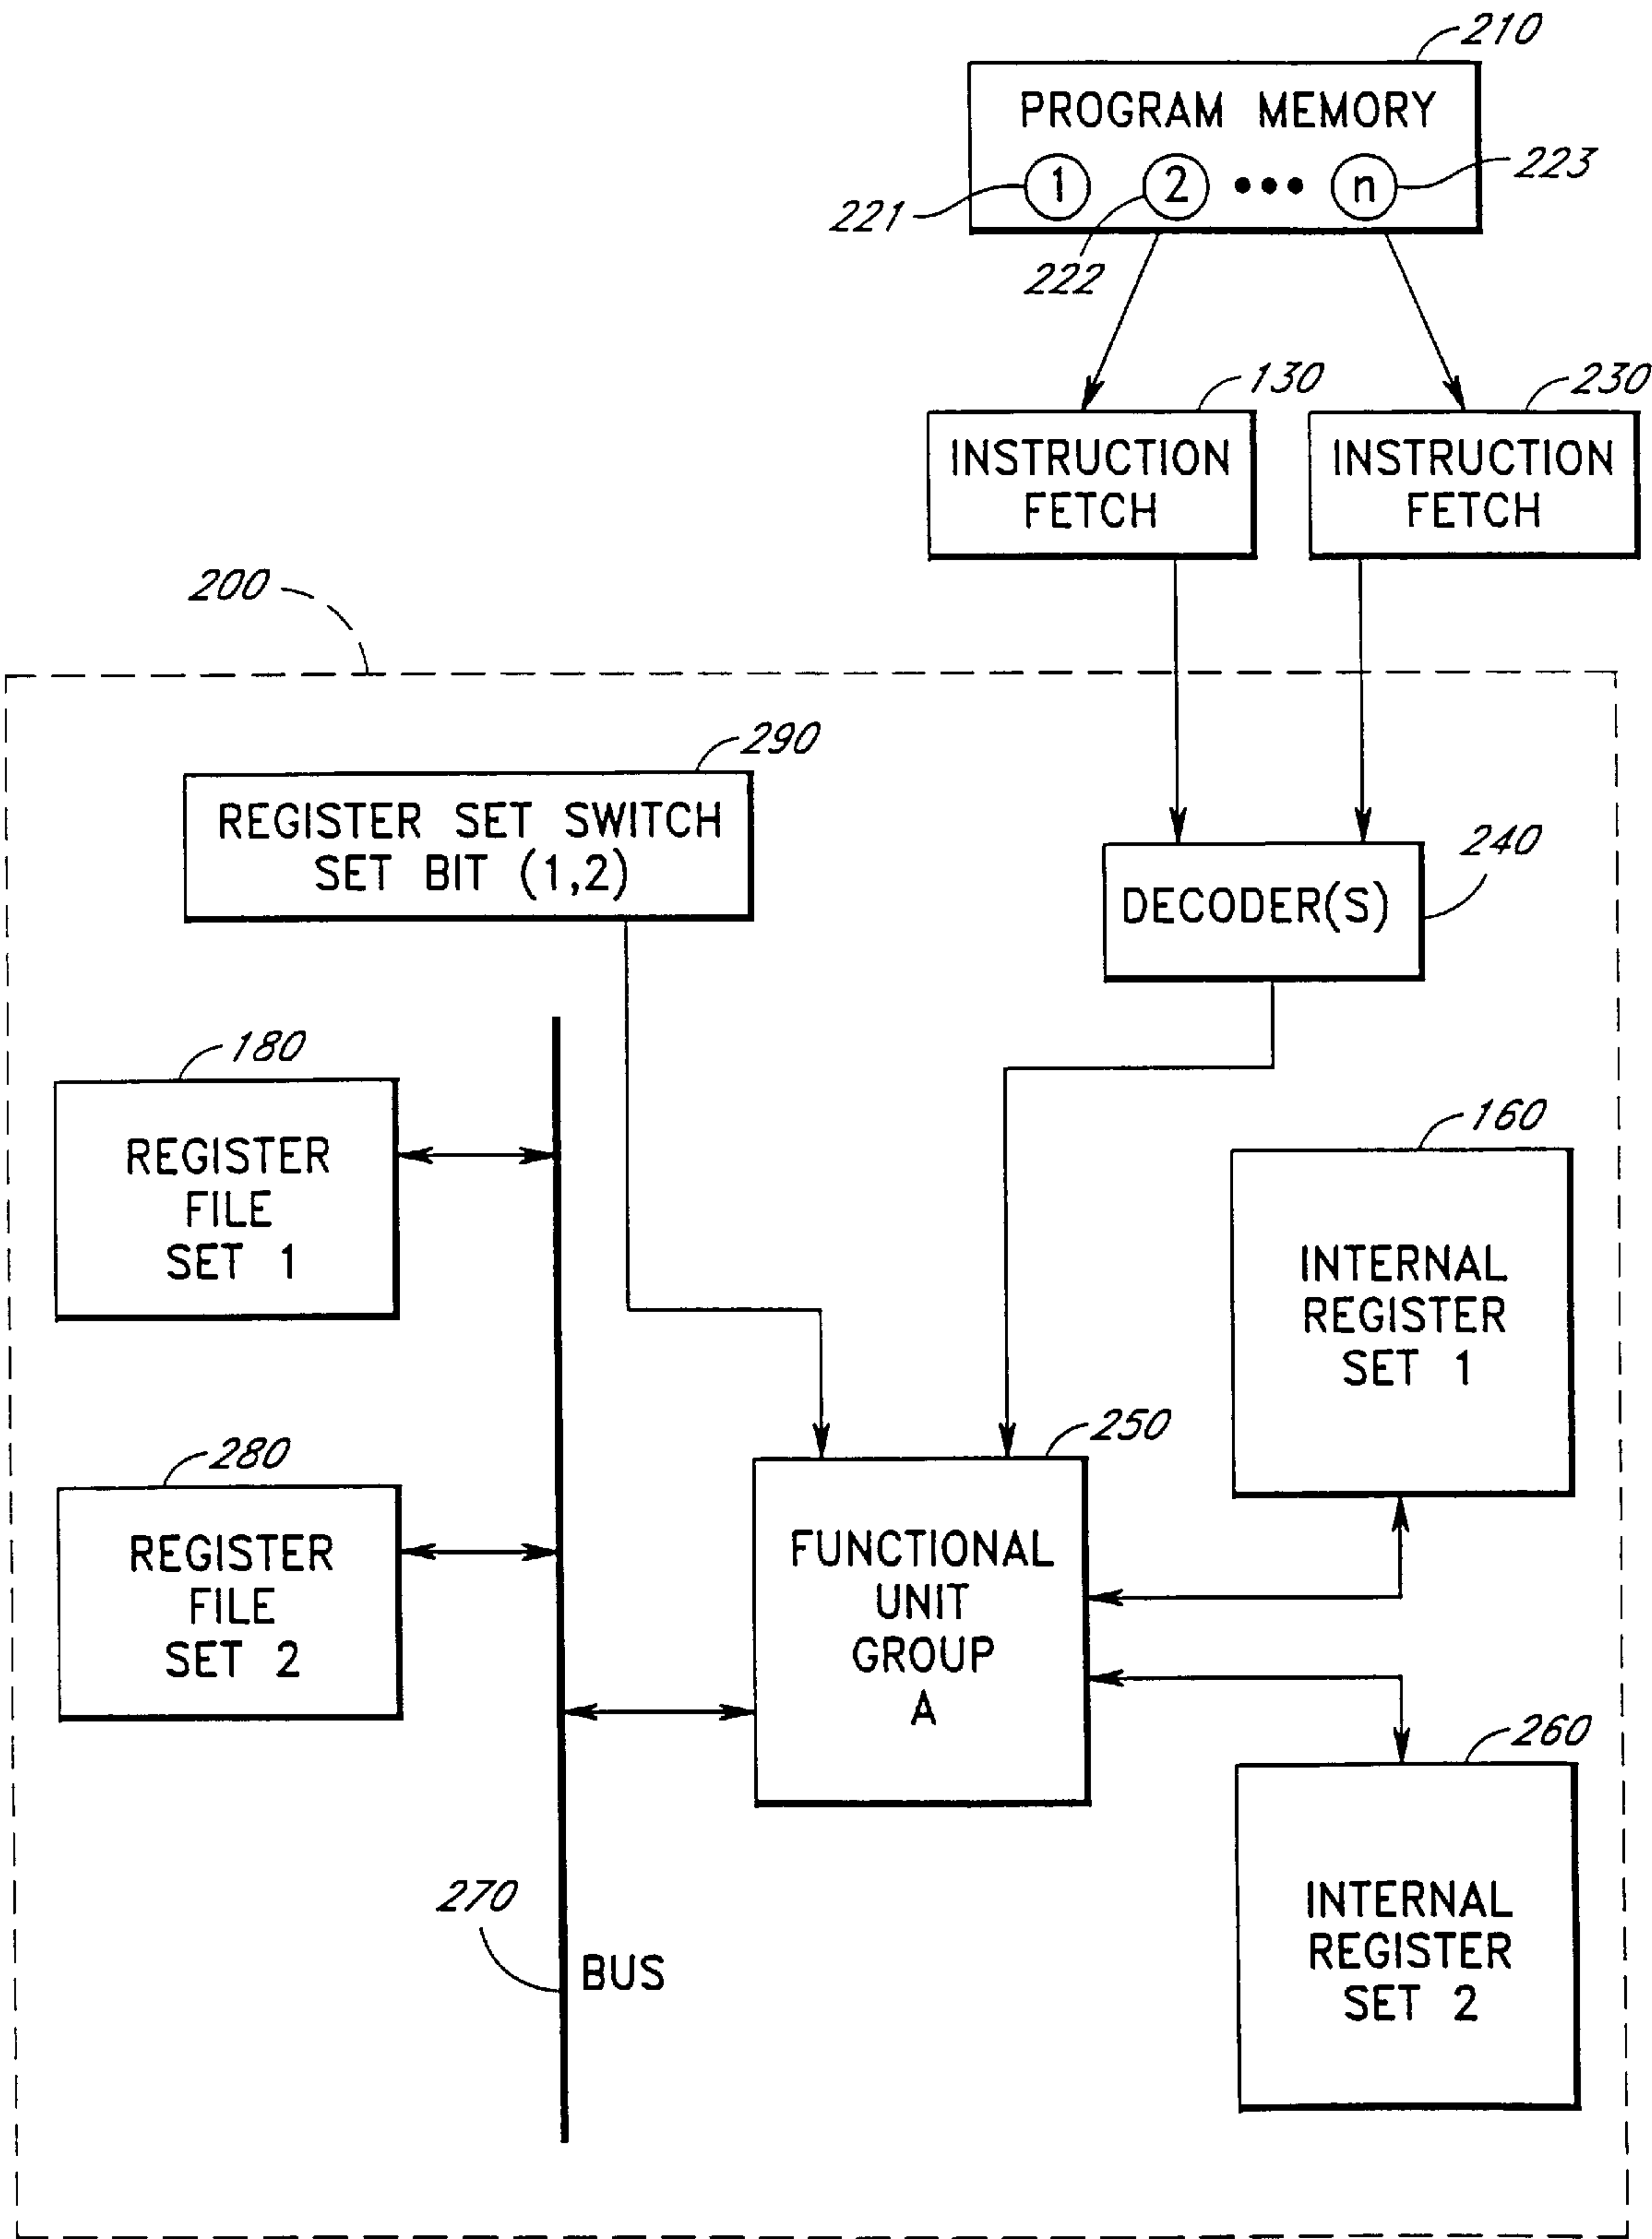 210
PROGRAM MEMORY
1 2 ••• n
221
222
223
130
INSTRUCTION
FETCH
230
INSTRUCTION
FETCH
200
290
REGISTER SET SWITCH
SET BIT (1,2)
240
DECODER(S)
180
REGISTER
FILE
SET 1
160
INTERNAL
REGISTER
SET 1
280
REGISTER
FILE
SET 2
250
FUNCTIONAL
UNIT
GROUP
A
260
INTERNAL
REGISTER
SET 2
270
BUS